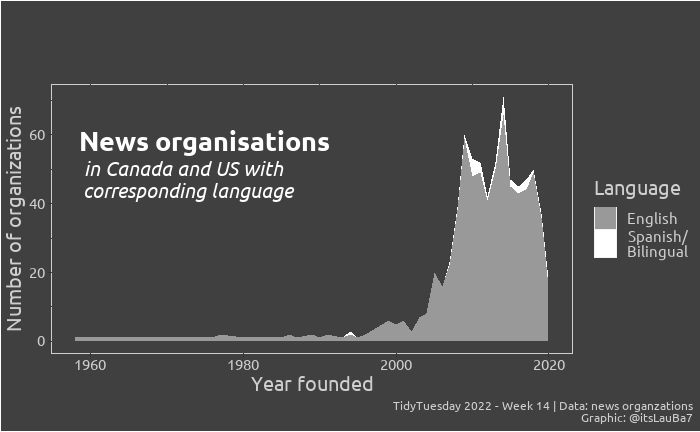 News organisations
in Canada and US with
corresponding language
Number of organizations
60
40
20
0
1960
1980
2000
2020
Year founded
Language
English
Spanish/
Bilingual
TidyTuesday 2022 - Week 14 | Data: news organzations
Graphic: @itsLauBa7